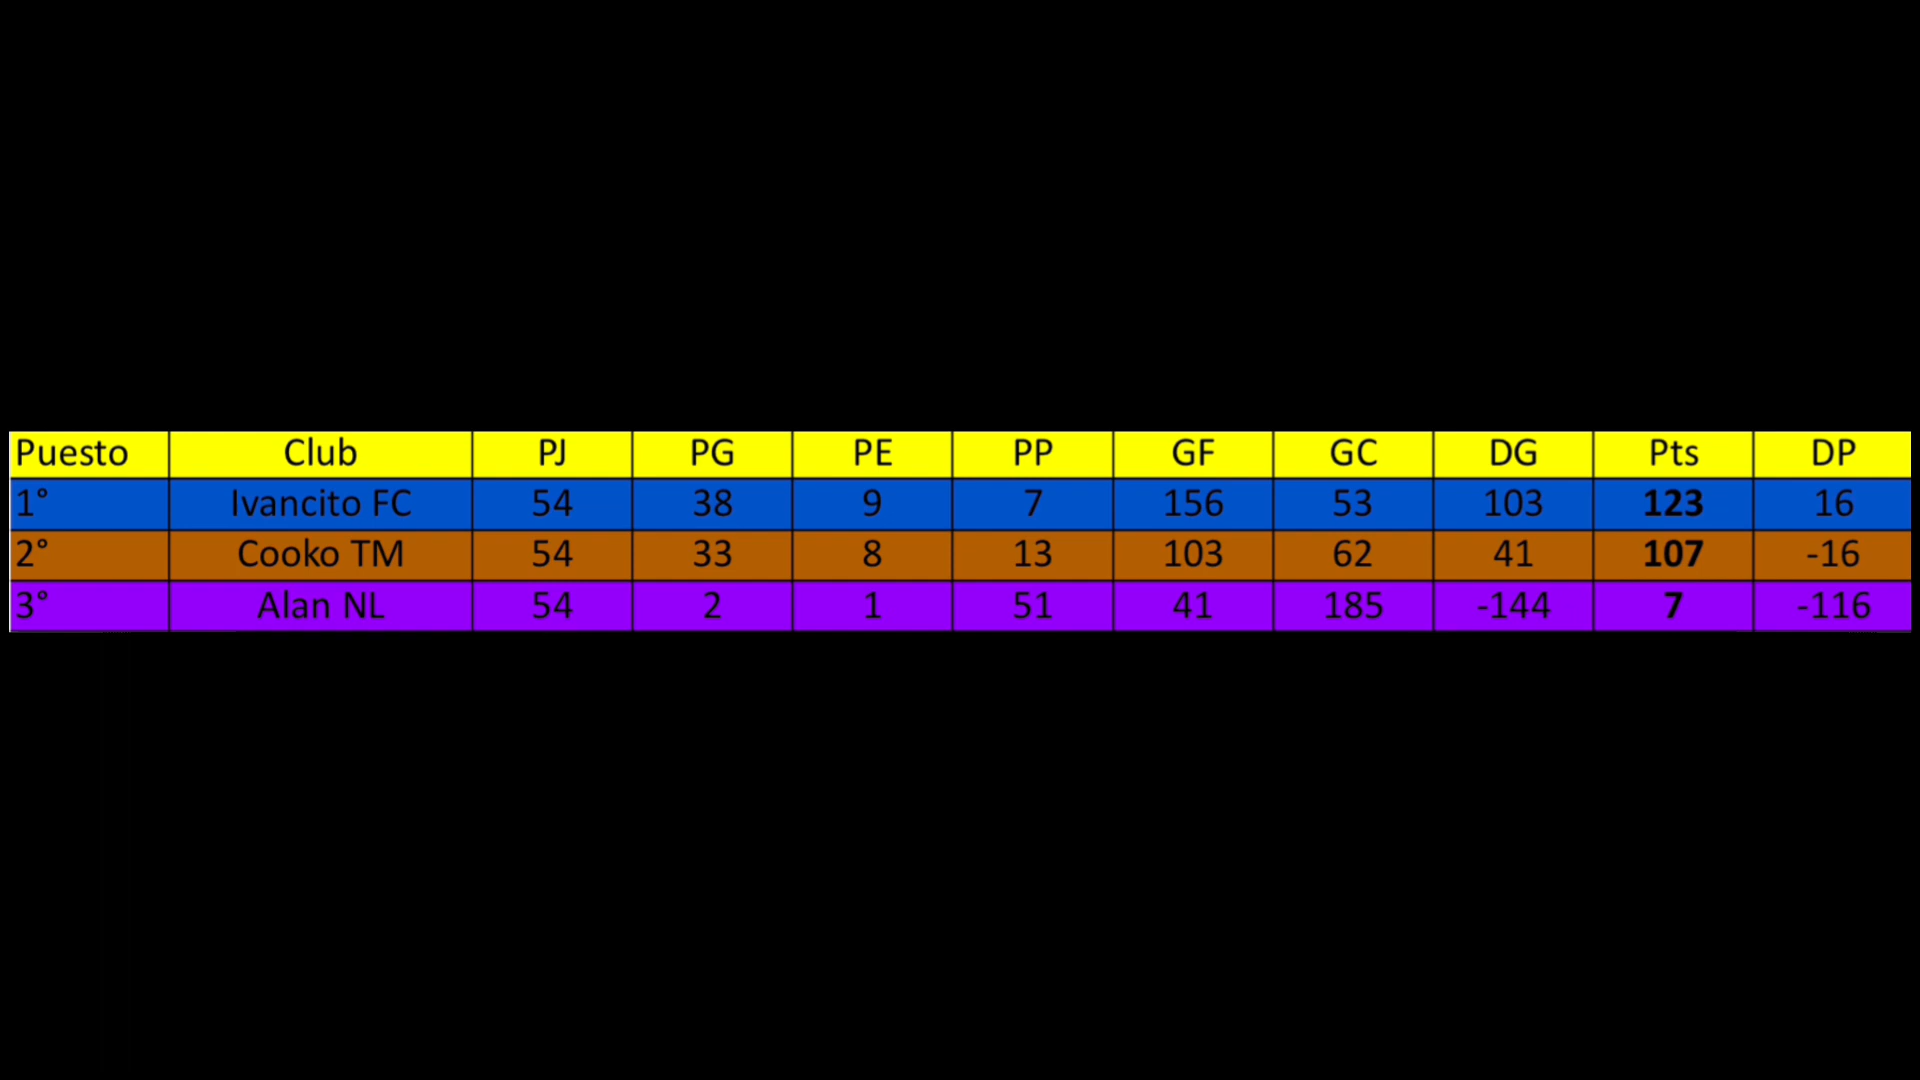 Puesto Club PJ PG PE PP GF GC DG Pts DP
1° Ivancito FC 54 38 9 7 156 53 103 123 16
2° Cooko TM 54 33 8 13 103 62 41 107 -16
3° Alan NL 54 2 1 51 41 185 -144 7 -116